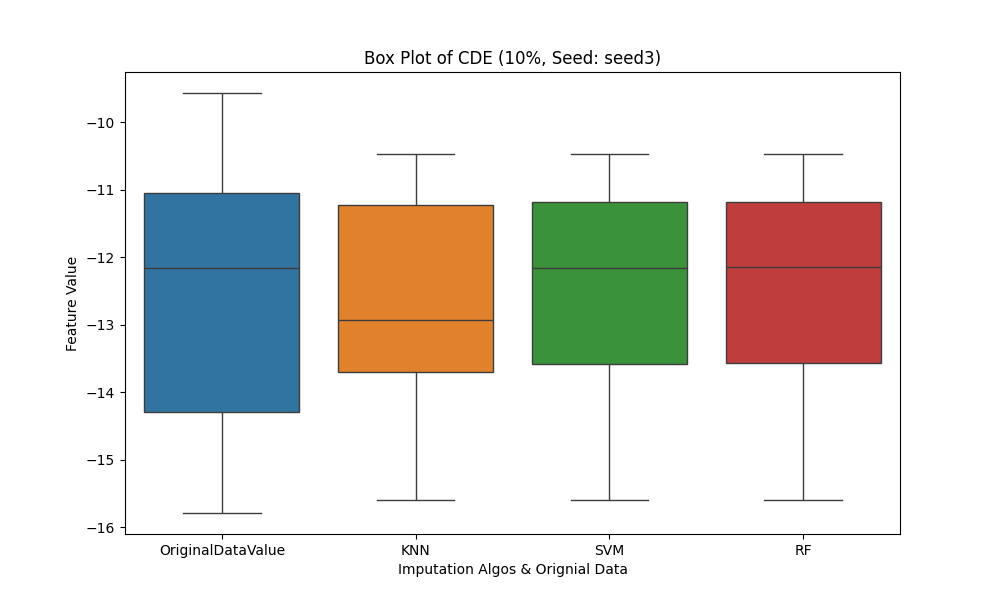 Box Plot of CDE (10%, Seed: seed3)
Feature Value
−10
−11
−12
−13
−14
−15
−16
OriginalDataValue KNN SVM RF
Imputation Algos & Orignial Data